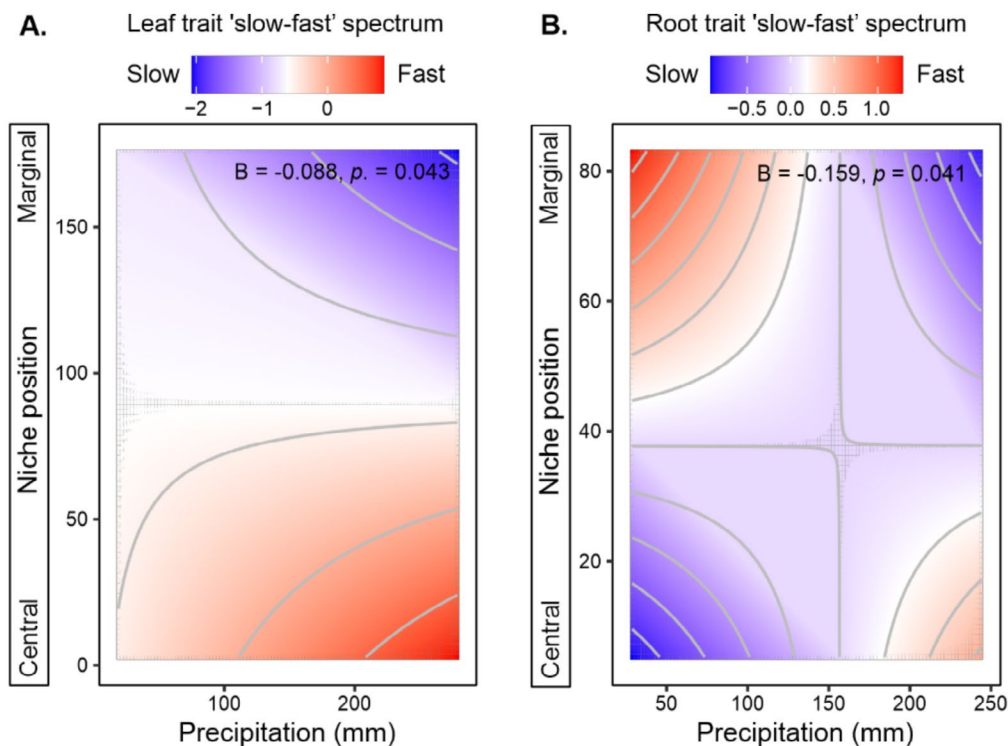 A. Leaf trait 'slow-fast' spectrum
Slow Fast
−2 −1 0
Marginal
Niche position
Central
B = -0.088, p. = 0.043
150
100
50
0
100 200
Precipitation (mm)
B. Root trait 'slow-fast' spectrum
Slow Fast
−0.5 0.0 0.5 1.0
Marginal
Niche position
Central
B = -0.159, p = 0.041
80
60
40
20
50 100 150 200 250
Precipitation (mm)